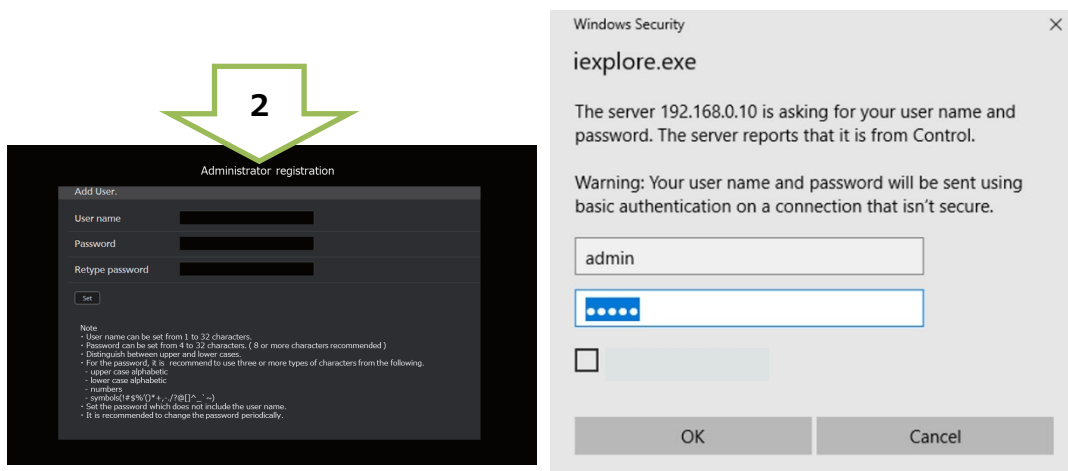 2
Administrator registration
Add User.
User name
Password
Retype password
Set
Note
・User name can be set from 1 to 32 characters.
・Password can be set from 4 to 32 characters. ( 8 or more characters recommended )
・Distinguish between upper and lower cases.
・For the password, it is recommend to use three or more types of characters from the following.
- upper case alphabetic
- lower case alphabetic
- numbers
- symbols(!#$%'()*+,-./?@[]^_`~)
・Set the password which does not include the user name.
・It is recommended to change the password periodically.
Windows Security
iexplore.exe
The server 192.168.0.10 is asking for your user name and
password. The server reports that it is from Control.
Warning: Your user name and password will be sent using
basic authentication on a connection that isn't secure.
admin
•••••
OK
Cancel